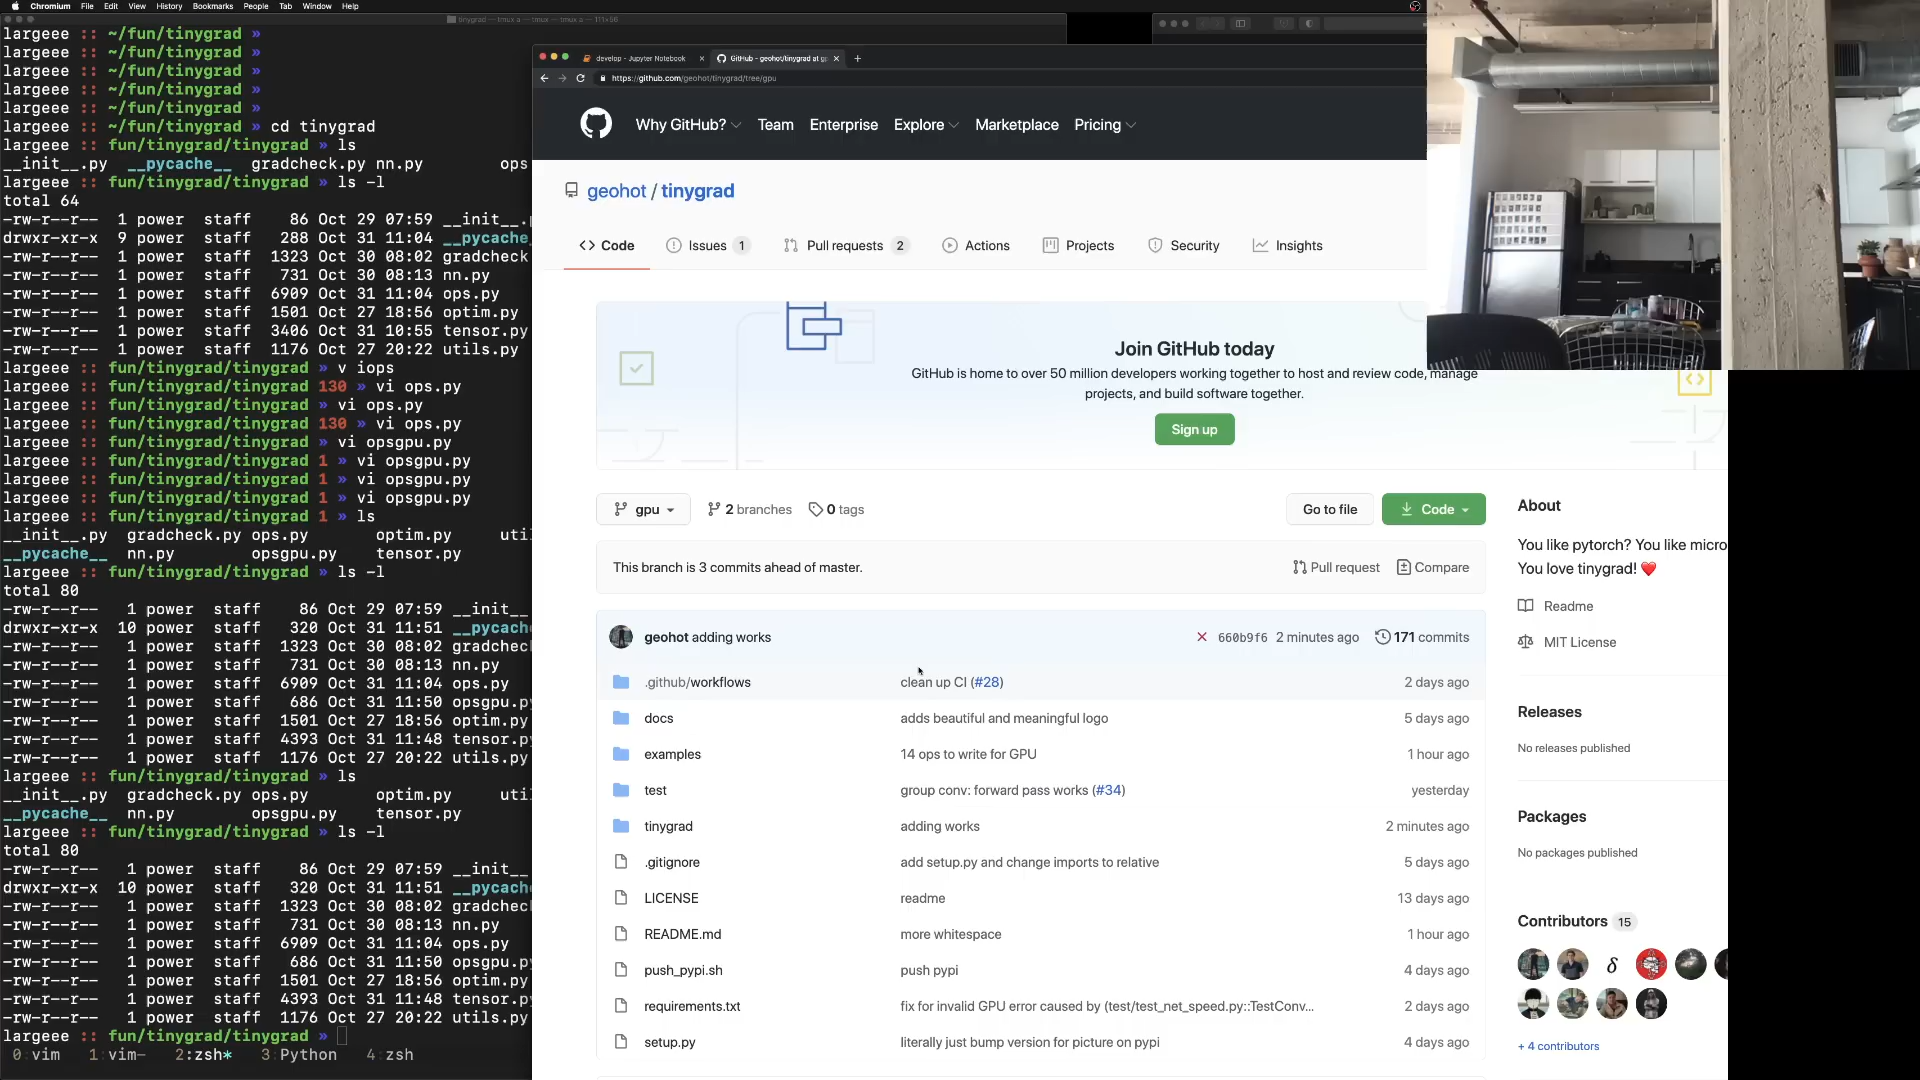 Chromium File Edit View History Bookmarks People Tab Window Help
tinygrad — tmux a — tmux — tmux a — 111×56
largeee :: ~/fun/tinygrad »
largeee :: ~/fun/tinygrad »
largeee :: ~/fun/tinygrad »
largeee :: ~/fun/tinygrad »
largeee :: ~/fun/tinygrad »
largeee :: ~/fun/tinygrad » cd tinygrad
largeee :: fun/tinygrad/tinygrad » ls
__init__.py __pycache__ gradcheck.py nn.py ops
largeee :: fun/tinygrad/tinygrad » ls -l
total 64
-rw-r--r-- 1 power staff 86 Oct 29 07:59 __init__.
drwxr-xr-x 9 power staff 288 Oct 31 11:04 __pycache_
-rw-r--r-- 1 power staff 1323 Oct 30 08:02 gradcheck
-rw-r--r-- 1 power staff 731 Oct 30 08:13 nn.py
-rw-r--r-- 1 power staff 6909 Oct 31 11:04 ops.py
-rw-r--r-- 1 power staff 1501 Oct 27 18:56 optim.py
-rw-r--r-- 1 power staff 3406 Oct 31 10:55 tensor.py
-rw-r--r-- 1 power staff 1176 Oct 27 20:22 utils.py
largeee :: fun/tinygrad/tinygrad » v iops
largeee :: fun/tinygrad/tinygrad 130 » vi ops.py
largeee :: fun/tinygrad/tinygrad » vi ops.py
largeee :: fun/tinygrad/tinygrad 130 » vi ops.py
largeee :: fun/tinygrad/tinygrad » vi opsgpu.py
largeee :: fun/tinygrad/tinygrad 1 » vi opsgpu.py
largeee :: fun/tinygrad/tinygrad 1 » vi opsgpu.py
largeee :: fun/tinygrad/tinygrad 1 » vi opsgpu.py
largeee :: fun/tinygrad/tinygrad 1 » ls
__init__.py gradcheck.py ops.py optim.py uti
__pycache__ nn.py opsgpu.py tensor.py
largeee :: fun/tinygrad/tinygrad » ls -l
total 80
-rw-r--r-- 1 power staff 86 Oct 29 07:59 __init__
drwxr-xr-x 10 power staff 320 Oct 31 11:51 __pycach
-rw-r--r-- 1 power staff 1323 Oct 30 08:02 gradchec
-rw-r--r-- 1 power staff 731 Oct 30 08:13 nn.py
-rw-r--r-- 1 power staff 6909 Oct 31 11:04 ops.py
-rw-r--r-- 1 power staff 686 Oct 31 11:50 opsgpu.p
-rw-r--r-- 1 power staff 1501 Oct 27 18:56 optim.py
-rw-r--r-- 1 power staff 4393 Oct 31 11:48 tensor.p
-rw-r--r-- 1 power staff 1176 Oct 27 20:22 utils.py
largeee :: fun/tinygrad/tinygrad » ls
__init__.py gradcheck.py ops.py optim.py uti
__pycache__ nn.py opsgpu.py tensor.py
largeee :: fun/tinygrad/tinygrad » ls -l
total 80
-rw-r--r-- 1 power staff 86 Oct 29 07:59 __init__
drwxr-xr-x 10 power staff 320 Oct 31 11:51 __pycach
-rw-r--r-- 1 power staff 1323 Oct 30 08:02 gradchec
-rw-r--r-- 1 power staff 731 Oct 30 08:13 nn.py
-rw-r--r-- 1 power staff 6909 Oct 31 11:04 ops.py
-rw-r--r-- 1 power staff 686 Oct 31 11:50 opsgpu.p
-rw-r--r-- 1 power staff 1501 Oct 27 18:56 optim.py
-rw-r--r-- 1 power staff 4393 Oct 31 11:48 tensor.p
-rw-r--r-- 1 power staff 1176 Oct 27 20:22 utils.py
largeee :: fun/tinygrad/tinygrad »
0 vim 1:vim- 2:zsh* 3 Python 4 zsh
develop - Jupyter Notebook × GitHub - geohot/tinygrad at gp × +
https://github.com/geohot/tinygrad/tree/gpu
Why GitHub? Team Enterprise Explore Marketplace Pricing
geohot / tinygrad
Code Issues 1 Pull requests 2 Actions Projects Security Insights
Join GitHub today
GitHub is home to over 50 million developers working together to host and review code, manage
projects, and build software together.
Sign up
gpu 2 branches 0 tags Go to file Code
This branch is 3 commits ahead of master. Pull request Compare
geohot adding works × 660b9f6 2 minutes ago 171 commits
.github/workflows clean up CI (#28) 2 days ago
docs adds beautiful and meaningful logo 5 days ago
examples 14 ops to write for GPU 1 hour ago
test group conv: forward pass works (#34) yesterday
tinygrad adding works 2 minutes ago
.gitignore add setup.py and change imports to relative 5 days ago
LICENSE readme 13 days ago
README.md more whitespace 1 hour ago
push_pypi.sh push pypi 4 days ago
requirements.txt fix for invalid GPU error caused by (test/test_net_speed.py::TestConv... 2 days ago
setup.py literally just bump version for picture on pypi 4 days ago
About
You like pytorch? You like micro
You love tinygrad! ❤️
Readme
MIT License
Releases
No releases published
Packages
No packages published
Contributors 15
δ
+ 4 contributors